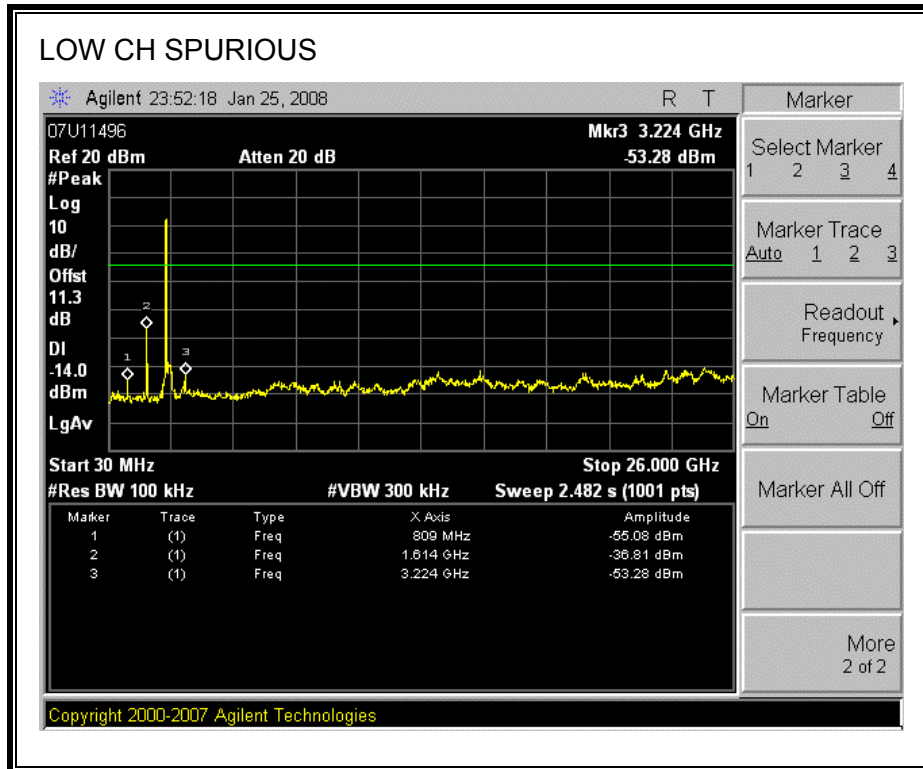 LOW CH SPURIOUS
Agilent 23:52:18 Jan 25, 2008 R T
07U11496 Mkr3 3.224 GHz
Ref 20 dBm Atten 20 dB -53.28 dBm
#Peak
Log
10
dB/
Offst
11.3
dB
DI
-14.0
dBm
LgAv
1
2
3
Start 30 MHz Stop 26.000 GHz
#Res BW 100 kHz #VBW 300 kHz Sweep 2.482 s (1001 pts)
Marker Trace Type X Axis Amplitude
1 (1) Freq 809 MHz -55.08 dBm
2 (1) Freq 1.614 GHz -36.81 dBm
3 (1) Freq 3.224 GHz -53.28 dBm
Marker
Select Marker
1 2 3 4
Marker Trace
Auto 1 2 3
Readout
Frequency
Marker Table
On Off
Marker All Off
More
2 of 2
Copyright 2000-2007 Agilent Technologies